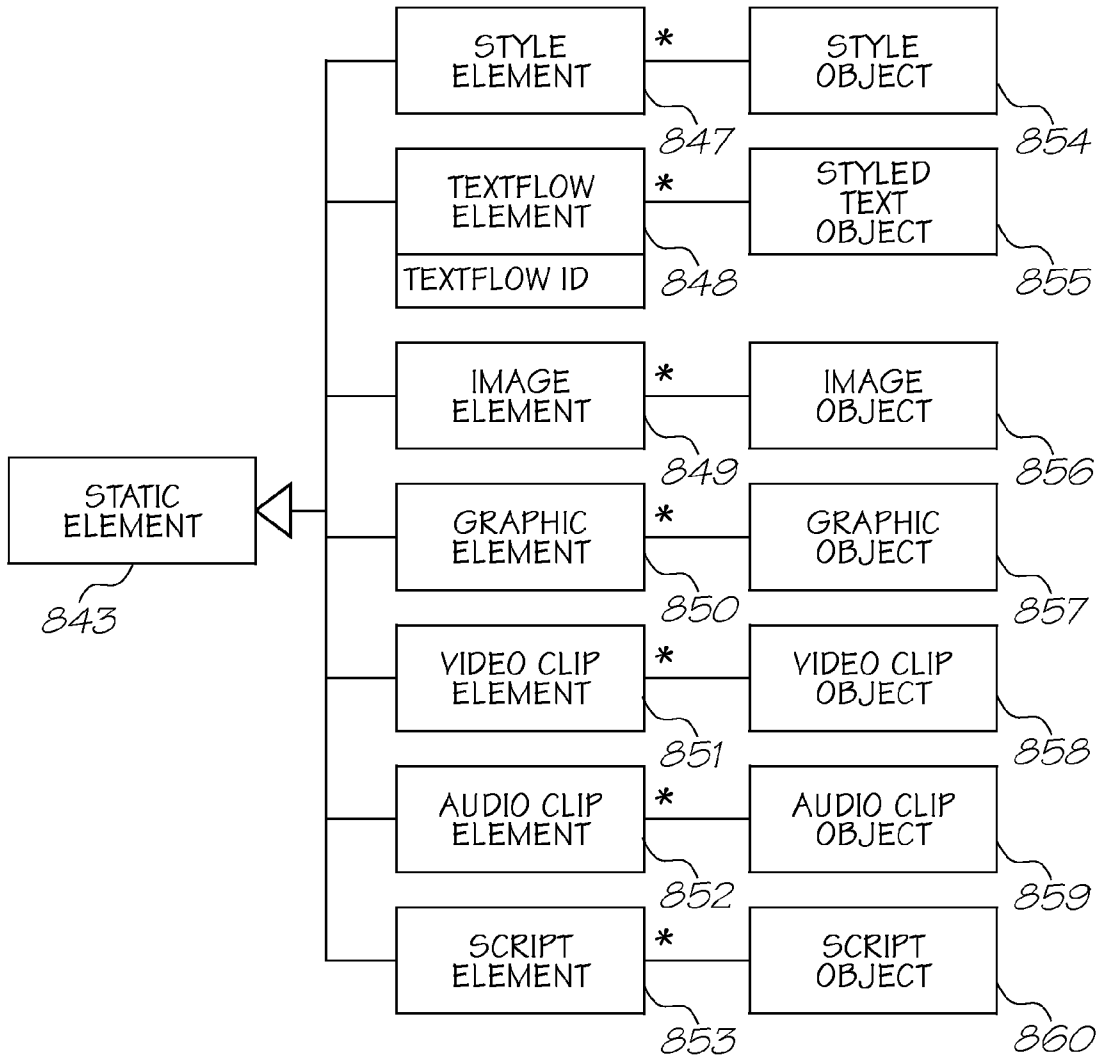 STYLE
ELEMENT
*
STYLE
OBJECT
847
854
TEXTFLOW
ELEMENT
*
STYLED
TEXT
OBJECT
848
855
TEXTFLOW ID
IMAGE
ELEMENT
*
IMAGE
OBJECT
849
856
STATIC
ELEMENT
843
GRAPHIC
ELEMENT
*
GRAPHIC
OBJECT
850
857
VIDEO CLIP
ELEMENT
*
VIDEO CLIP
OBJECT
851
858
AUDIO CLIP
ELEMENT
*
AUDIO CLIP
OBJECT
852
859
SCRIPT
ELEMENT
*
SCRIPT
OBJECT
853
860